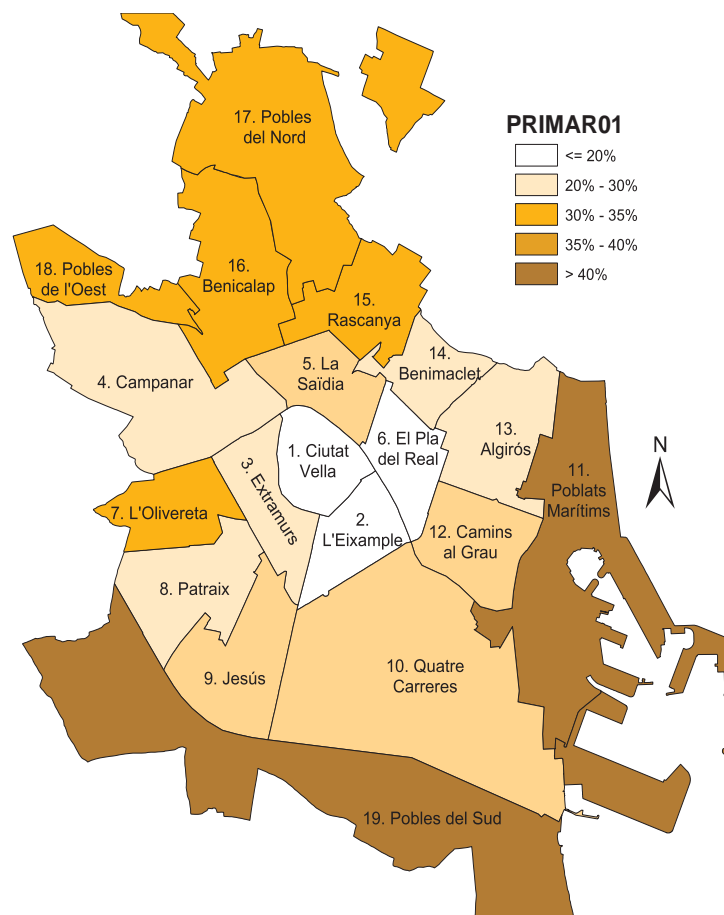 17. Pobles
del Nord
PRIMAR01
<= 20%
20% - 30%
30% - 35%
35% - 40%
> 40%
18. Pobles
de l'Oest
16.
Benicalap
15.
Rascanya
14.
Benimaclet
5. La
Saïdia
4. Campanar
13.
Algirós
6. El Pla
del Real
1. Ciutat
Vella
3. Extramurs
11.
Poblats
Marítims
N
7. L'Olivereta
2.
L'Eixample
12. Camins
al Grau
8. Patraix
9. Jesús
10. Quatre
Carreres
19. Pobles del Sud